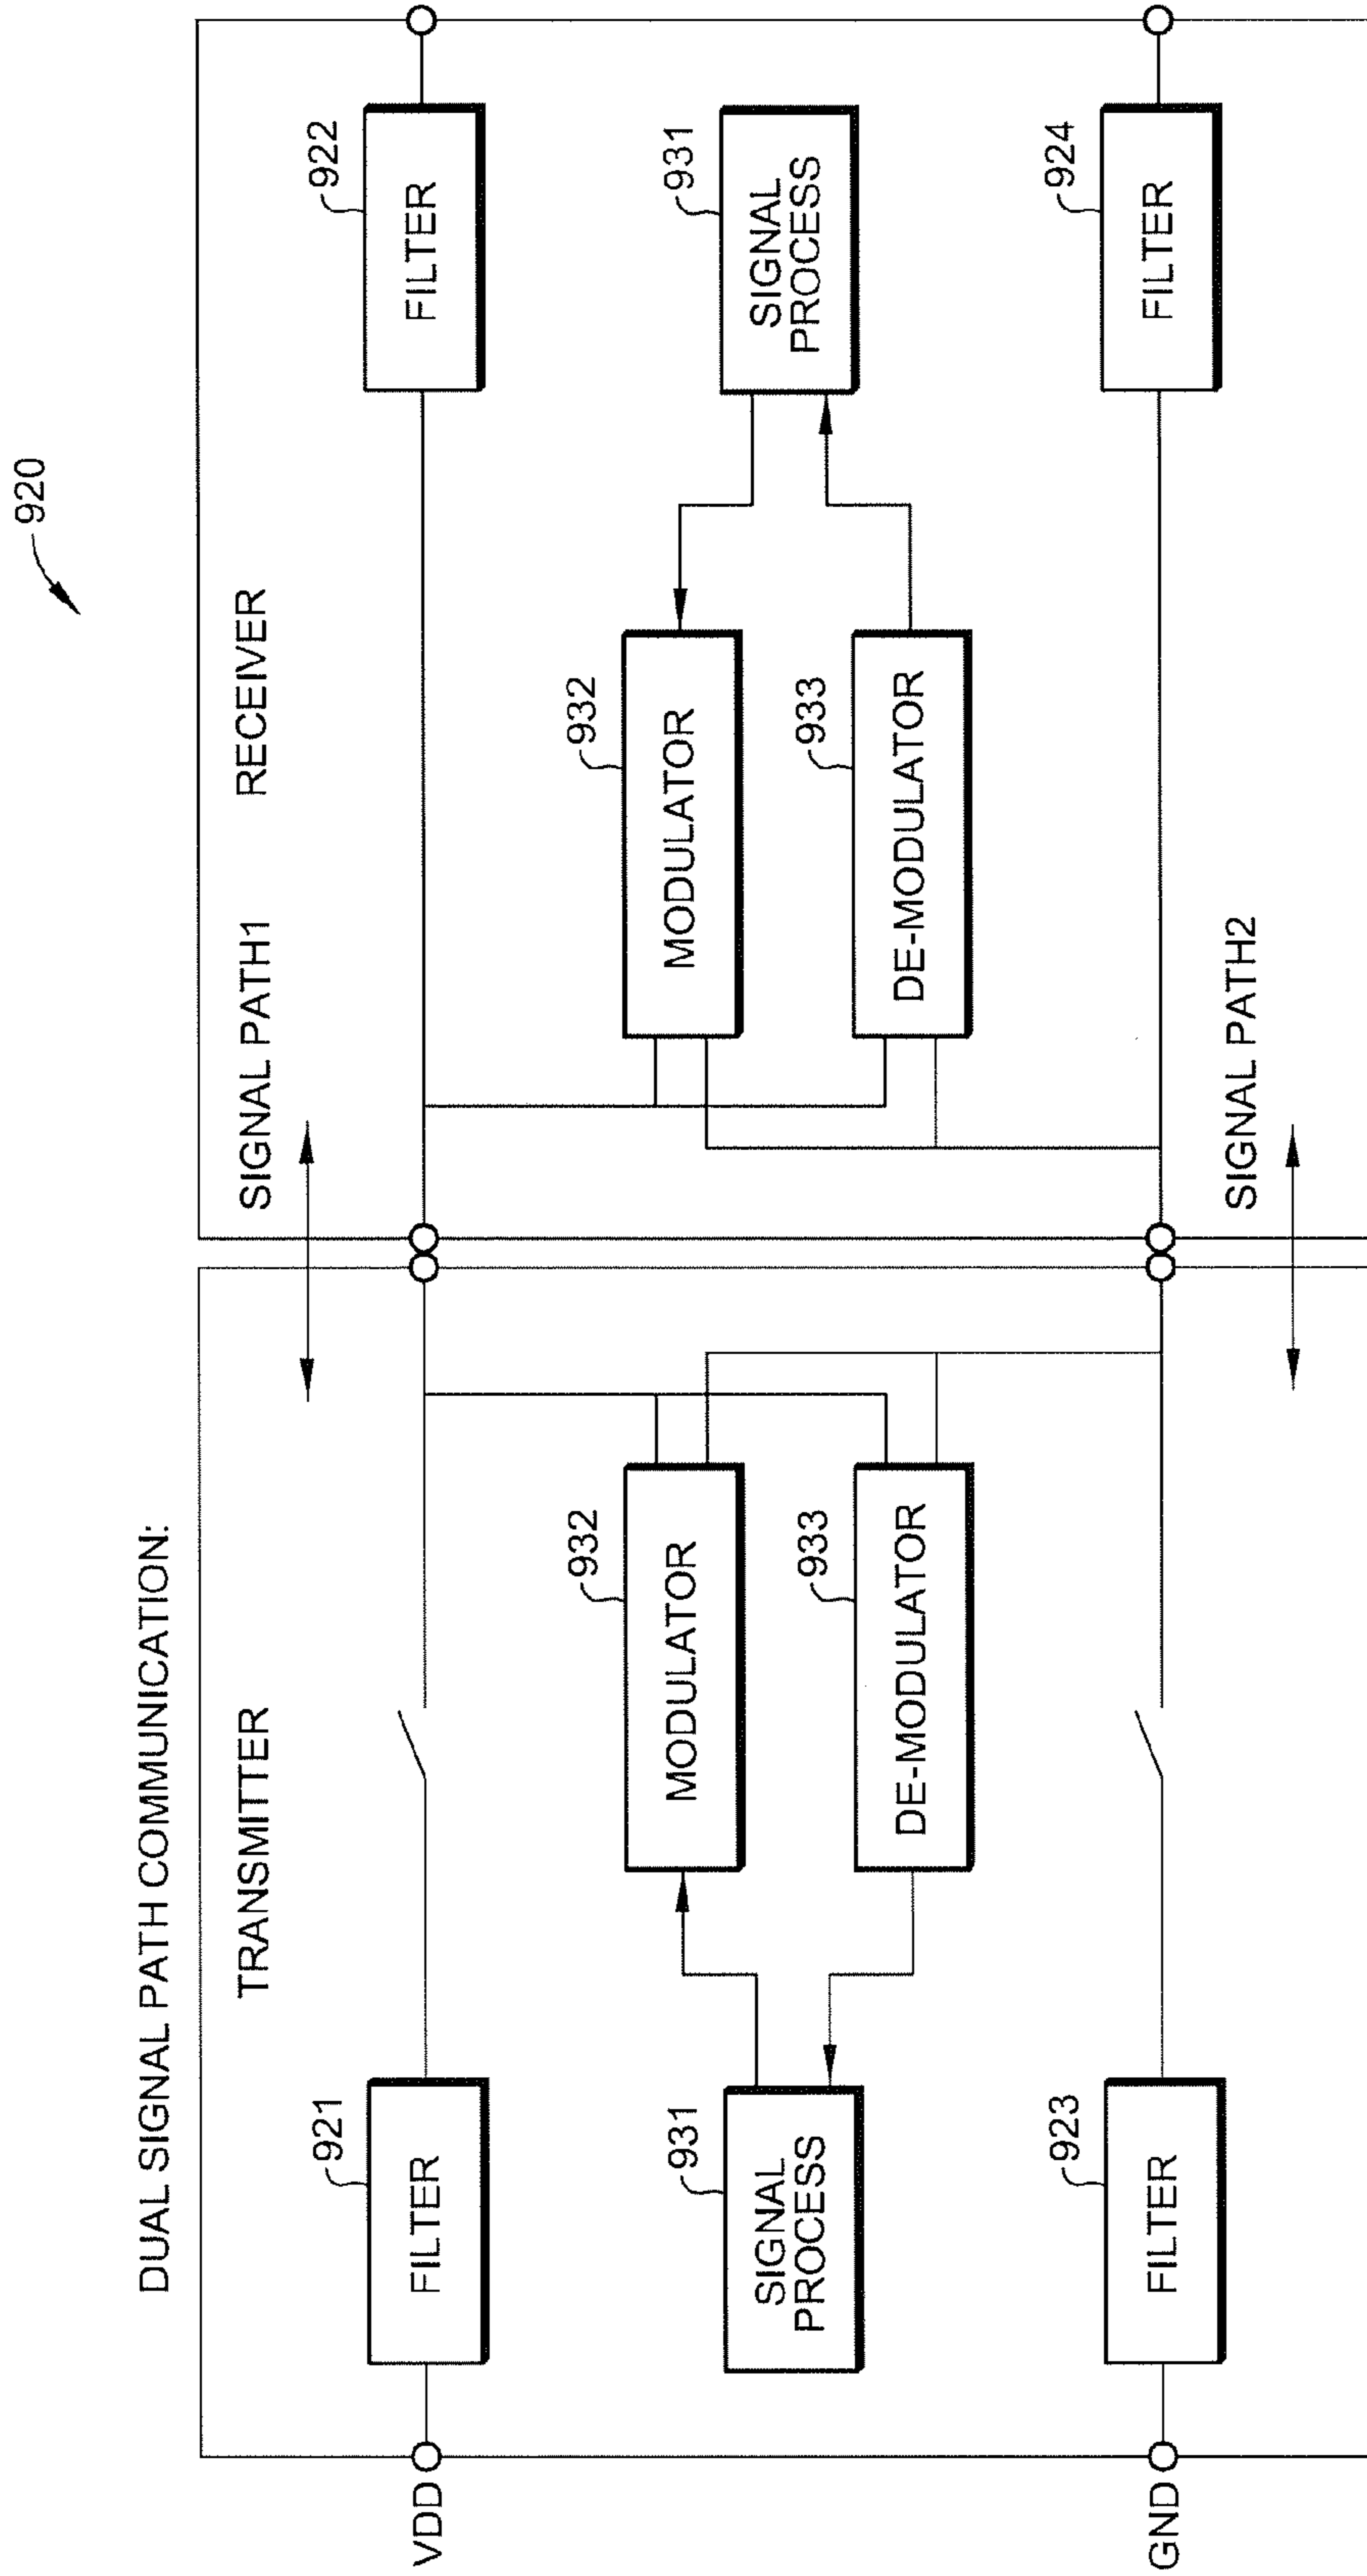 920
DUAL SIGNAL PATH COMMUNICATION:
TRANSMITTER
SIGNAL PATH1
RECEIVER
VDD
921
FILTER
922
FILTER
931
SIGNAL
PROCESS
932
MODULATOR
933
DE-MODULATOR
932
MODULATOR
933
DE-MODULATOR
931
SIGNAL
PROCESS
GND
923
FILTER
924
FILTER
SIGNAL PATH2